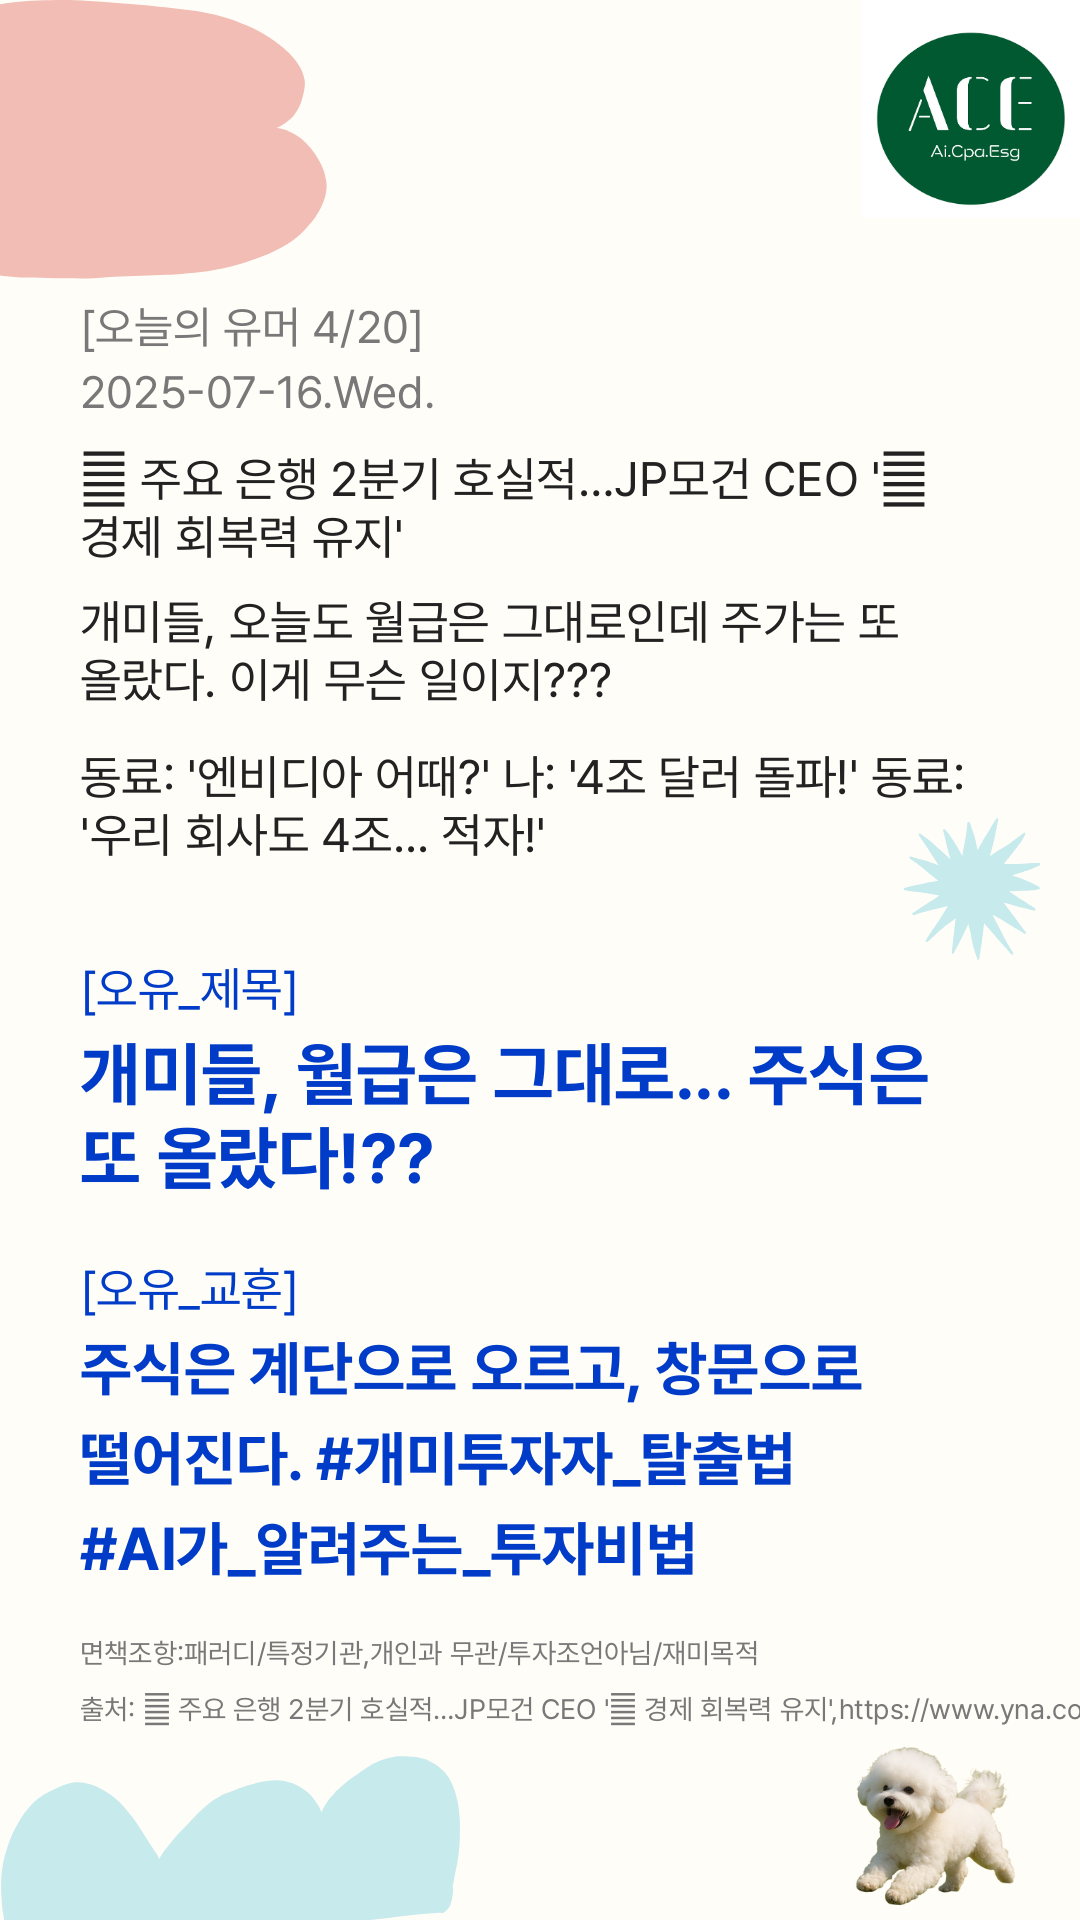 ACE
Ai.Cpa.Esg
[오늘의 유머 4/20]
2025-07-16.Wed.
주요 은행 2분기 호실적…JP모건 CEO '
경제 회복력 유지'
개미들, 오늘도 월급은 그대로인데 주가는 또
올랐다. 이게 무슨 일이지???
동료: '엔비디아 어때?' 나: '4조 달러 돌파!' 동료:
'우리 회사도 4조... 적자!'
[오유_제목]
개미들, 월급은 그대로... 주식은
또 올랐다!??
[오유_교훈]
주식은 계단으로 오르고, 창문으로
떨어진다. #개미투자자_탈출법
#AI가_알려주는_투자비법
면책조항:패러디/특정기관,개인과 무관/투자조언아님/재미목적
출처: 주요 은행 2분기 호실적…JP모건 CEO ' 경제 회복력 유지',https://www.yna.co